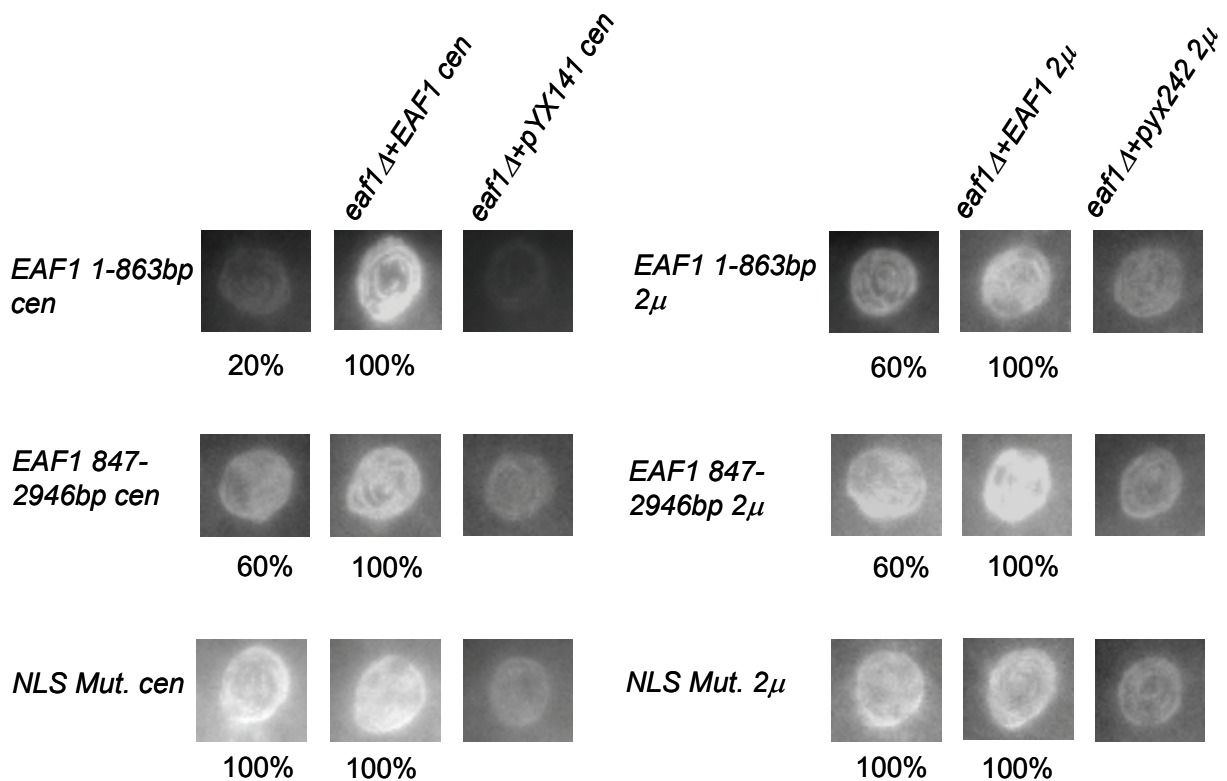 eaf1Δ+EAF1 cen
eaf1Δ+pYX141 cen
eaf1Δ+EAF1 2μ
eaf1Δ+pyx242 2μ
EAF1 1-863bp
cen
20%
100%
EAF1 1-863bp
2μ
60%
100%
EAF1 847-
2946bp cen
60%
100%
EAF1 847-
2946bp 2μ
60%
100%
NLS Mut. cen
100%
100%
NLS Mut. 2μ
100%
100%